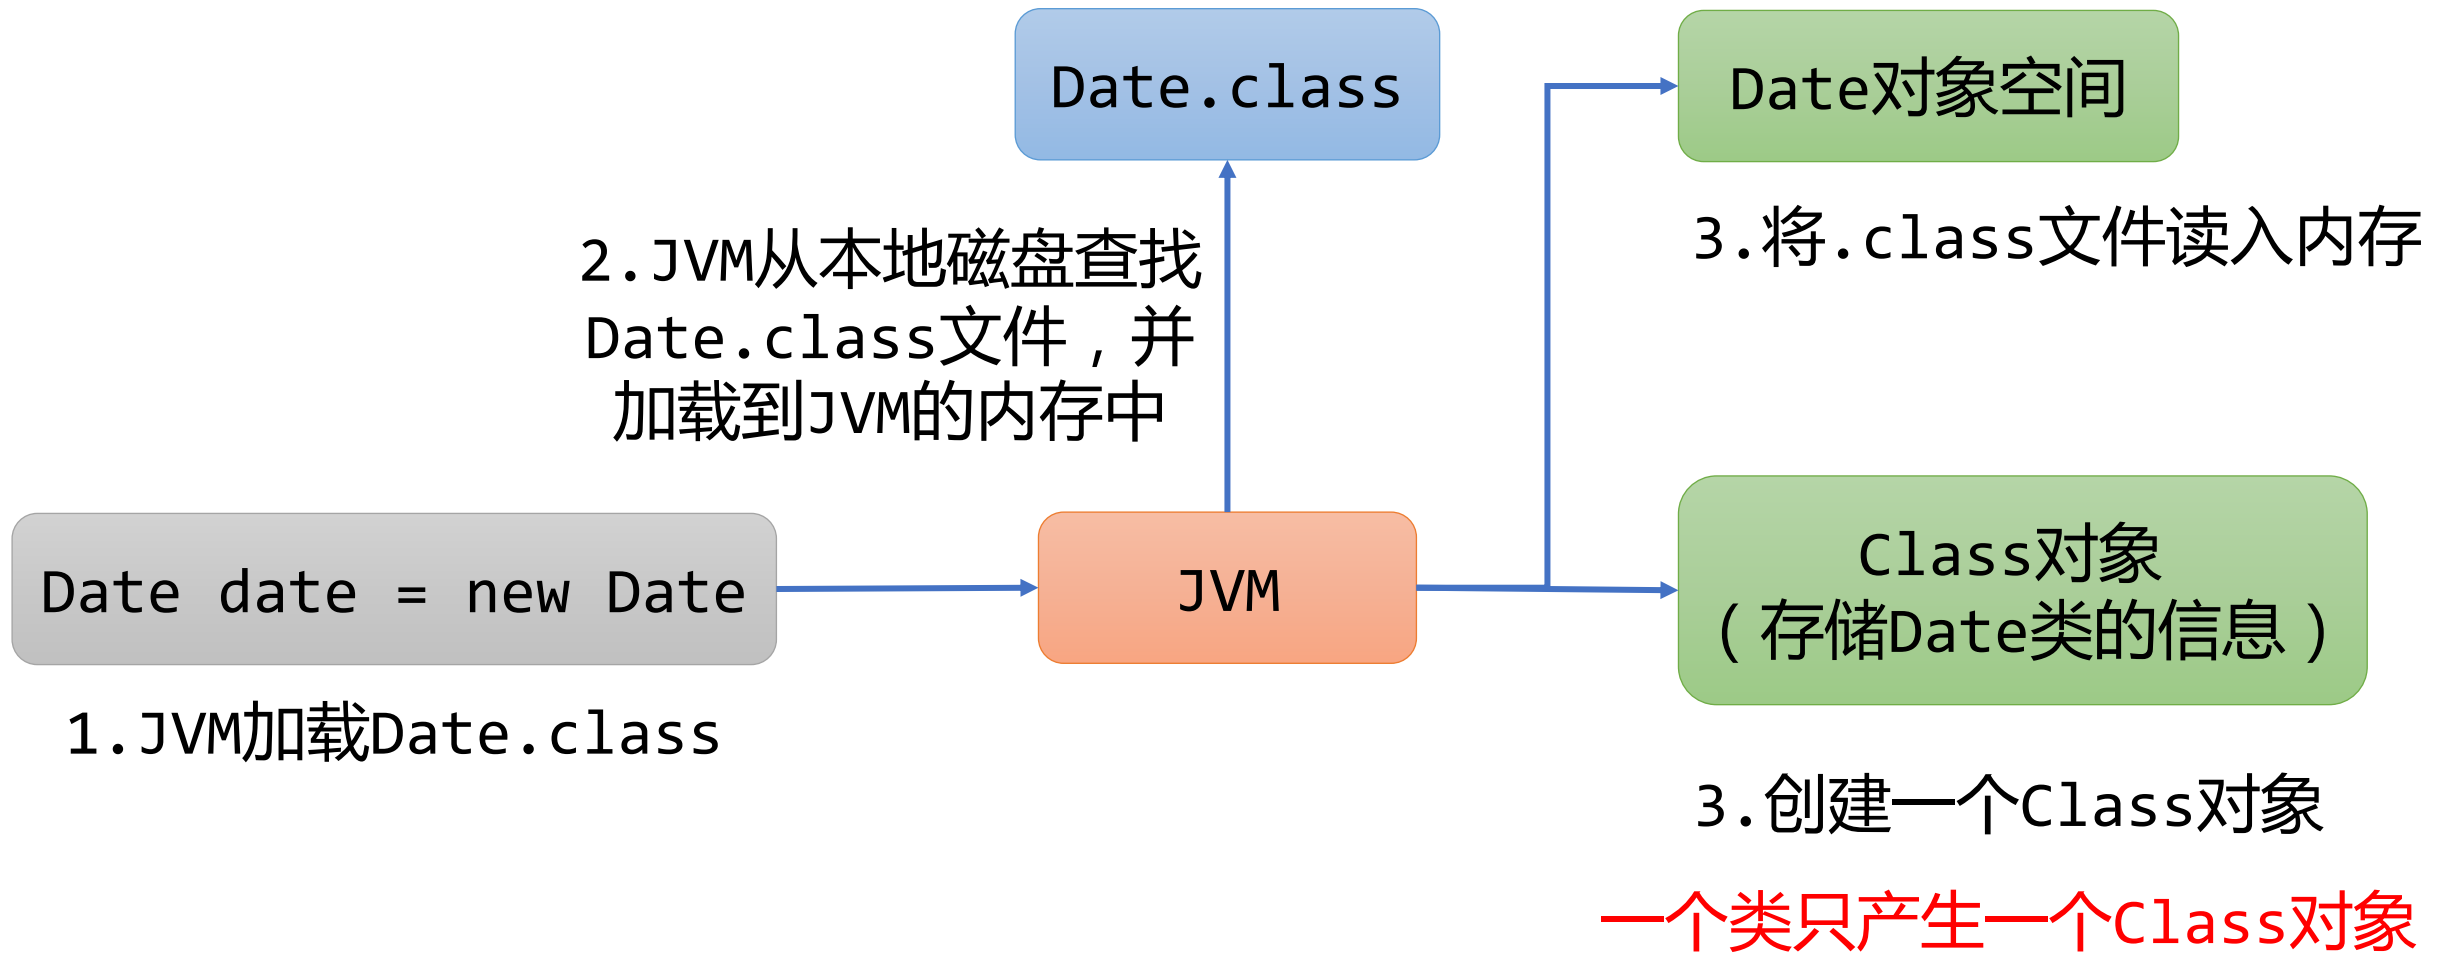 Date.class
Date对象空间
2.JVM从本地磁盘查找
Date.class文件，并
加载到JVM的内存中
3.将.class文件读入内存
Date date = new Date
JVM
Class对象
（存储Date类的信息）
1.JVM加载Date.class
3.创建一个Class对象
一个类只产生一个Class对象